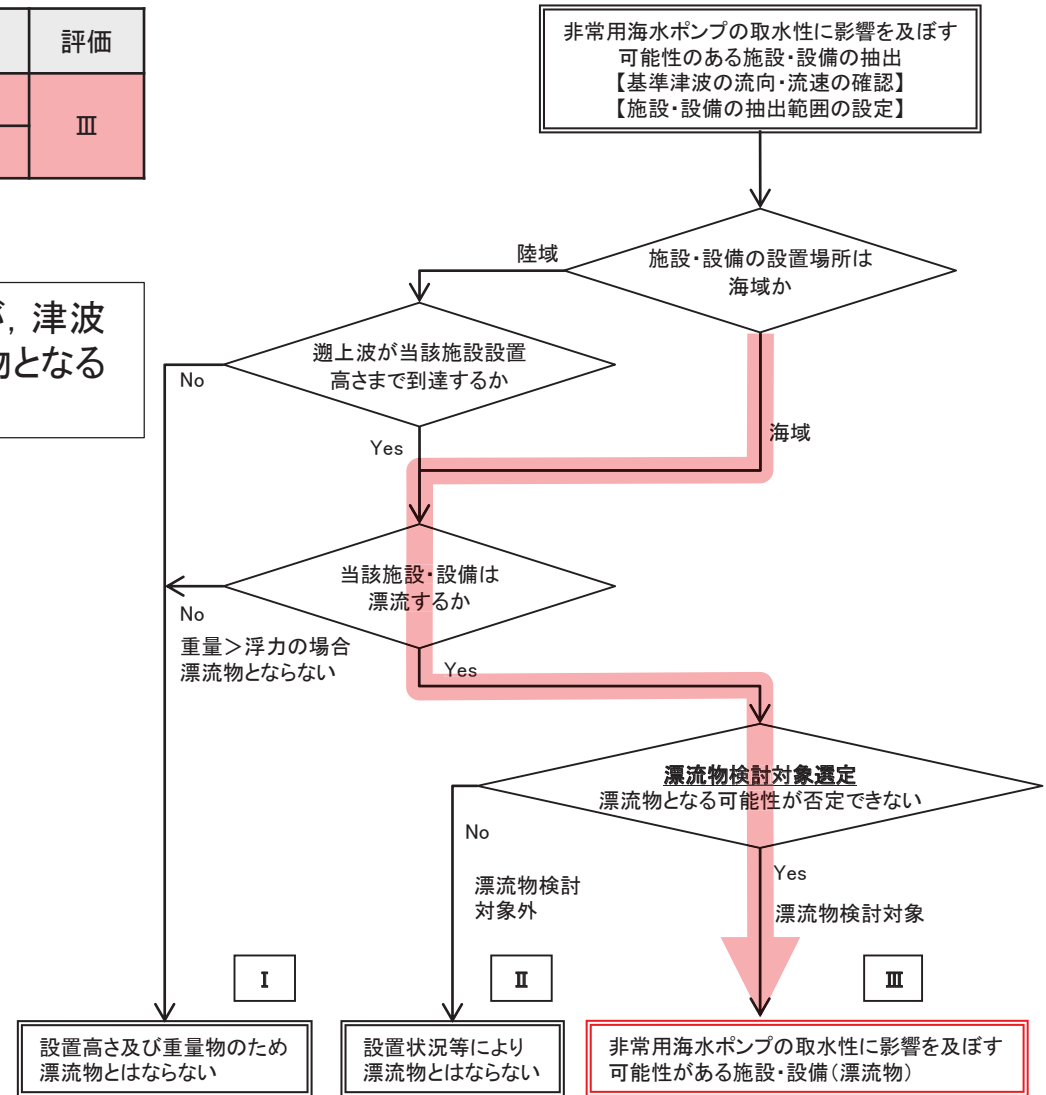 評価
Ⅲ
が，津波
物となる
非常用海水ポンプの取水性に影響を及ぼす
可能性のある施設・設備の抽出
【基準津波の流向・流速の確認】
【施設・設備の抽出範囲の設定】
施設・設備の設置場所は
海域か
陸域
遡上波が当該施設設置
高さまで到達するか
No
Yes
海域
当該施設・設備は
漂流するか
No
重量＞浮力の場合
漂流物とならない
Yes
漂流物検討対象選定
漂流物となる可能性が否定できない
No
漂流物検討
対象外
Yes
漂流物検討対象
Ⅰ
Ⅱ
Ⅲ
設置高さ及び重量物のため
漂流物とはならない
設置状況等により
漂流物とはならない
非常用海水ポンプの取水性に影響を及ぼす
可能性がある施設・設備（漂流物）